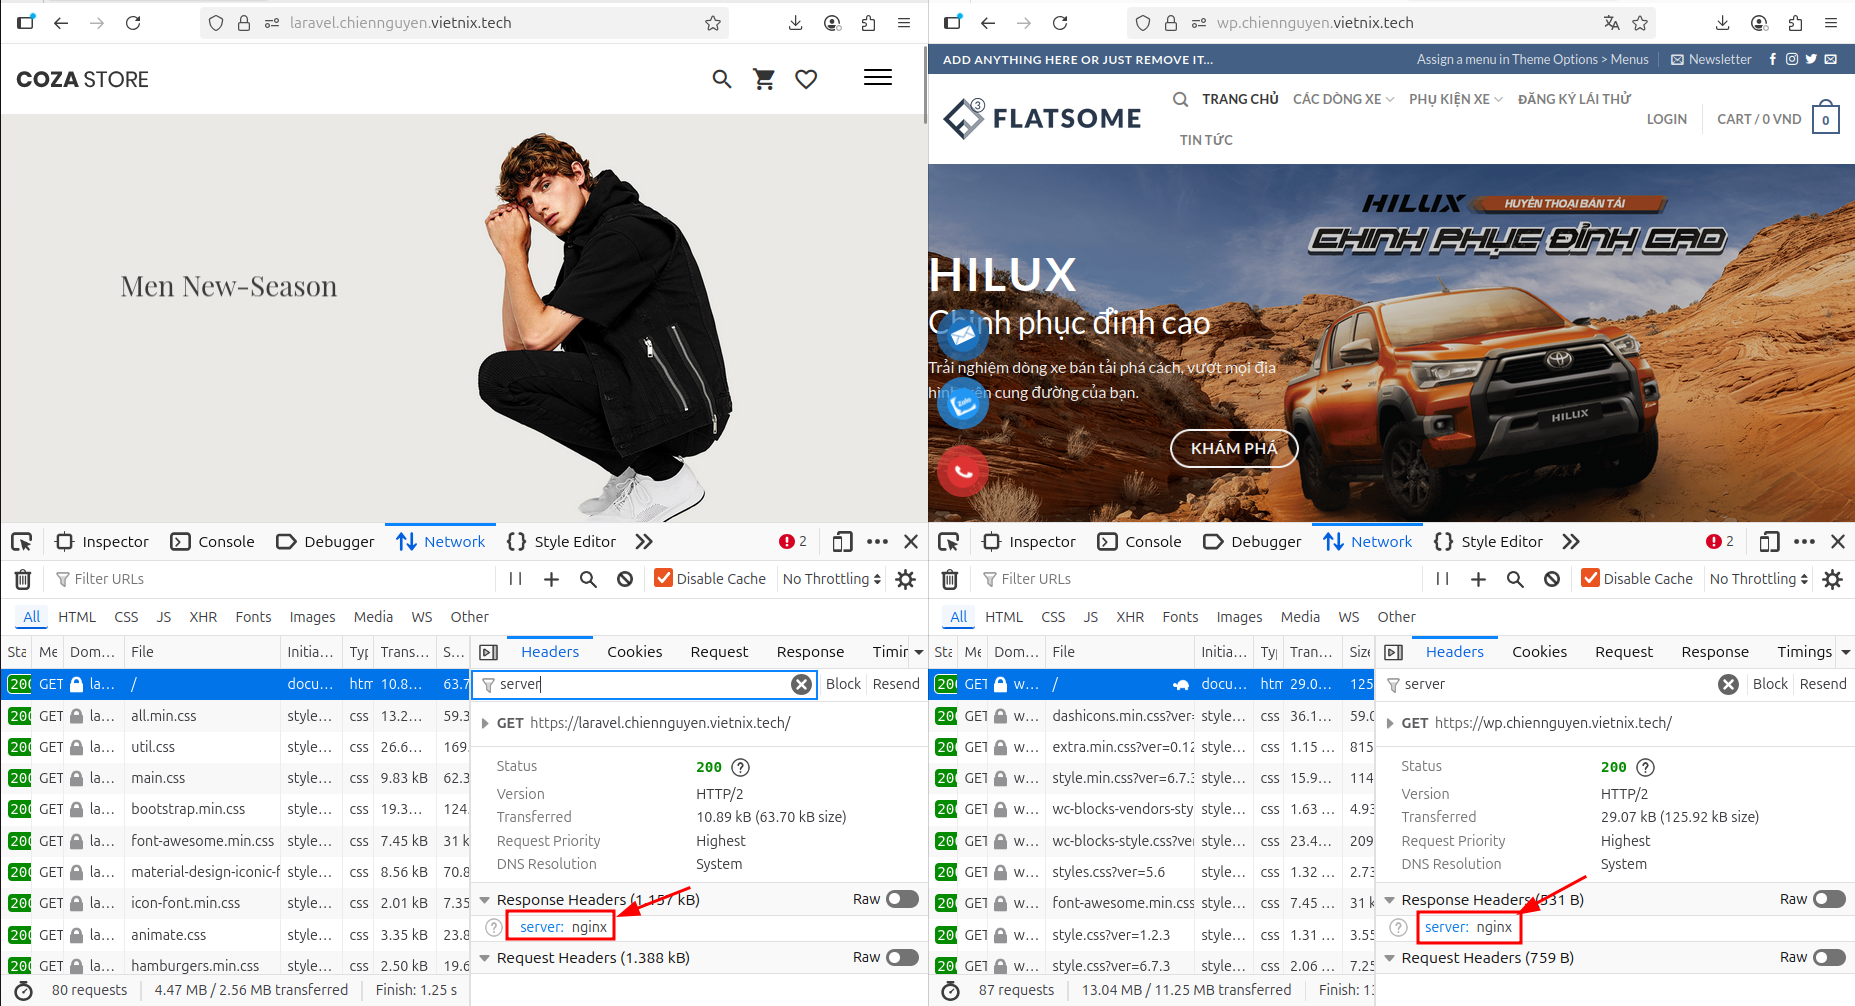 laravel.chiennguyen.vietnix.tech
COZA STORE
Men New-Season
Inspector
Console
Debugger
Network
Style Editor
2
Filter URLs
Disable Cache
No Throttling
All
HTML
CSS
JS
XHR
Fonts
Images
Media
WS
Other
Sta
Me
Dom...
File
Initia...
Typ
Trans...
S...
Headers
Cookies
Request
Response
Timir
200 GET la... / docu... htm 10.8... 63.7
200 GET la... all.min.css style... css 13.2... 59.3
200 GET la... util.css style... css 26.6... 169.
200 GET la... main.css style... css 9.83 kB 62.3
200 GET la... bootstrap.min.css style... css 19.3... 124.
200 GET la... font-awesome.min.css style... css 7.45 kB 31 k
200 GET la... material-design-iconic-f style... css 8.56 kB 70.8
200 GET la... icon-font.min.css style... css 2.01 kB 7.35
200 GET la... animate.css style... css 3.35 kB 23.8
200 GET la... hamburgers.min.css style... css 2.50 kB 19.6
server
Block
Resend
GET https://laravel.chiennguyen.vietnix.tech/
Status 200
Version HTTP/2
Transferred 10.89 kB (63.70 kB size)
Request Priority Highest
DNS Resolution System
Response Headers (1.157 kB)
Raw
server: nginx
Request Headers (1.388 kB)
Raw
80 requests
4.47 MB / 2.56 MB transferred
Finish: 1.25 s
wp.chiennguyen.vietnix.tech
ADD ANYTHING HERE OR JUST REMOVE IT...
Assign a menu in Theme Options > Menus
Newsletter
3
FLATSOME
TRANG CHỦ
CÁC DÒNG XE
PHỤ KIỆN XE
ĐĂNG KÝ LÁI THỬ
TIN TỨC
LOGIN
CART / 0 VND
0
HILUX HUYỀN THOẠI BÁN TẢI
CHINH PHỤC ĐỈNH CAO
HILUX
Chinh phục đỉnh cao
Trải nghiệm dòng xe bán tải phá cách, vượt mọi địa
hình trên cung đường của bạn.
Zalo
KHÁM PHÁ
HILUX
Inspector
Console
Debugger
Network
Style Editor
2
Filter URLs
Disable Cache
No Throttling
All
HTML
CSS
JS
XHR
Fonts
Images
Media
WS
Other
Sta
Me
Dom...
File
Initia...
Ty
Tran...
Size
Headers
Cookies
Request
Response
Timings
200 GET w... / docu... htm 29.0... 125
200 GET w... dashicons.min.css?ver= style... css 36.1... 59.0
200 GET w... extra.min.css?ver=0.12 style... css 1.15 ... 815
200 GET w... style.min.css?ver=6.7.3 style... css 15.9... 114
200 GET w... wc-blocks-vendors-sty style... css 1.63 ... 4.93
200 GET w... wc-blocks-style.css?ve style... css 23.4... 209
200 GET w... styles.css?ver=5.6 style... css 1.32 ... 2.73
200 GET w... font-awesome.min.css style... css 7.45 ... 31 k
200 GET w... style.css?ver=1.2.3 style... css 1.31 ... 3.55
200 GET w... style.css?ver=6.7.3 style... css 2.06 ... 7.25
server
Block
Resend
GET https://wp.chiennguyen.vietnix.tech/
Status 200
Version HTTP/2
Transferred 29.07 kB (125.92 kB size)
Request Priority Highest
DNS Resolution System
Response Headers (531 B)
Raw
server: nginx
Request Headers (759 B)
Raw
87 requests
13.04 MB / 11.25 MB transferred
Finish: 1